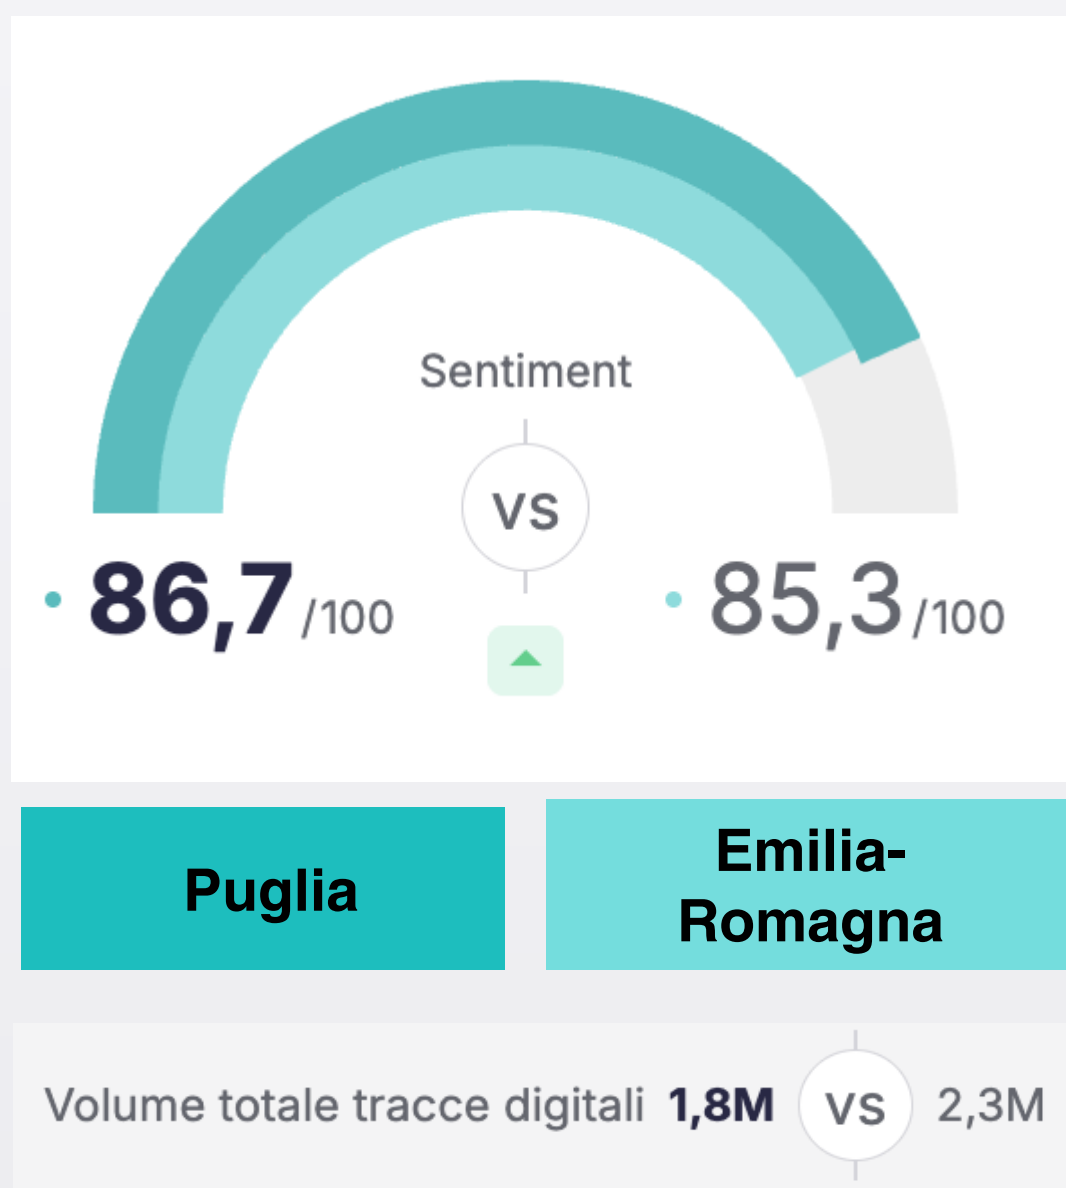 Sentiment
VS
86,7/100
85,3/100
Puglia
Emilia-
Romagna
Volume totale tracce digitali 1,8M VS 2,3M